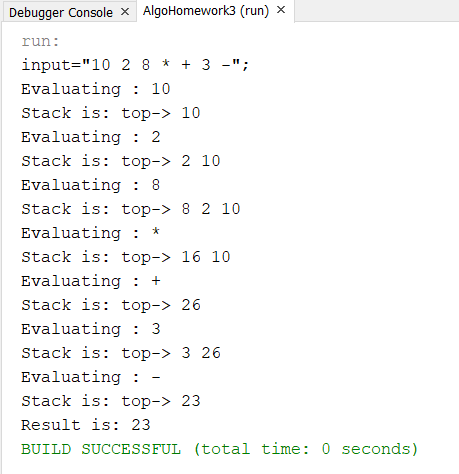 Debugger Console × AlgoHomework3 (run) ×
run:
input="10 2 8 * + 3 -";
Evaluating : 10
Stack is: top-> 10
Evaluating : 2
Stack is: top-> 2 10
Evaluating : 8
Stack is: top-> 8 2 10
Evaluating : *
Stack is: top-> 16 10
Evaluating : +
Stack is: top-> 26
Evaluating : 3
Stack is: top-> 3 26
Evaluating : -
Stack is: top-> 23
Result is: 23
BUILD SUCCESSFUL (total time: 0 seconds)